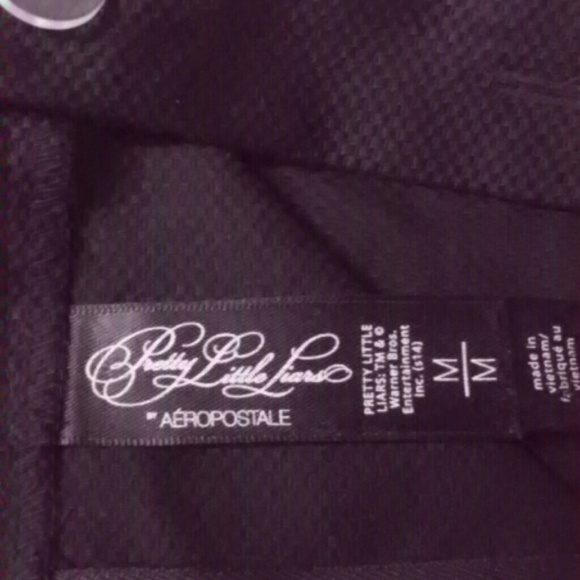 Pretty Little Liars
BY AÉROPOSTALE
PRETTY LITTLE
LIARS: TM & ©
Warner Bros.
Entertainment
Inc. (s14)
M
M
made in
vietnam/
fabriqué au
vietnam